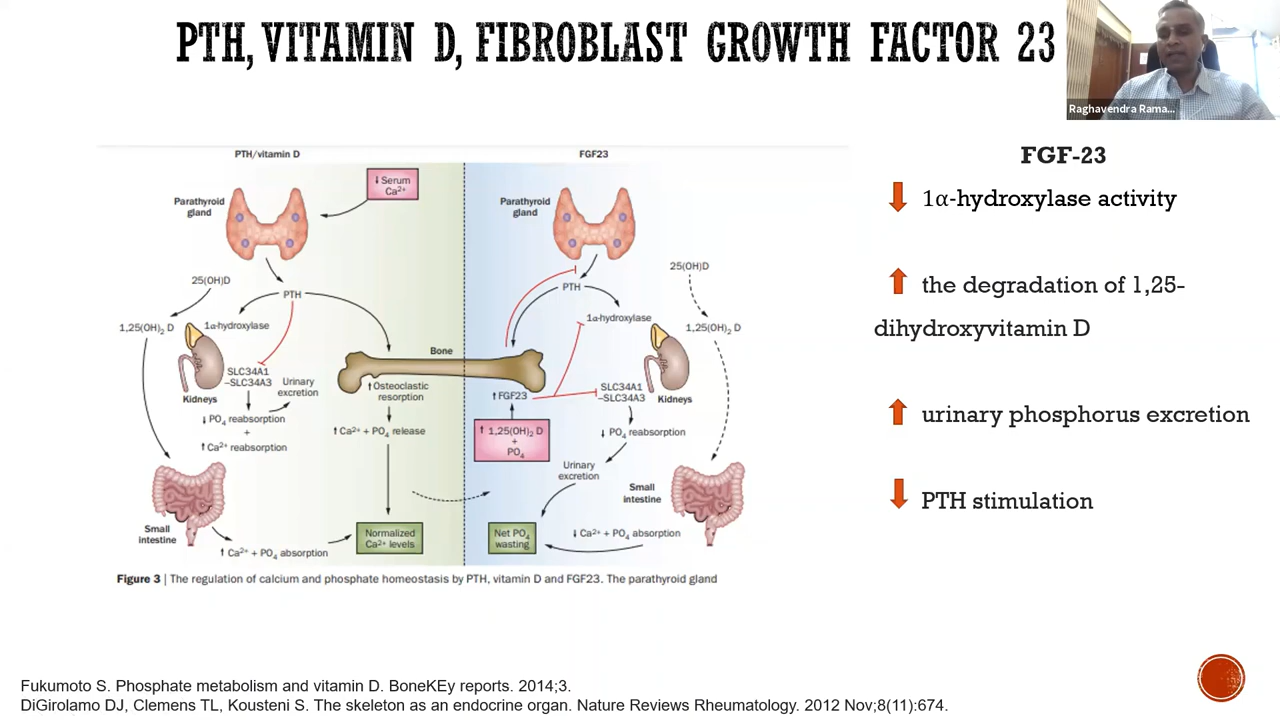 PTH, VITAMIN D, FIBROBLAST GROWTH FACTOR 23
Raghavendra Rama...
PTH/vitamin D
↓ Serum
Ca2+
Parathyroid
gland
25(OH)D
PTH
1,25(OH)2 D
1α-hydroxylase
SLC34A1
–SLC34A3
Kidneys
Urinary
excretion
↓ PO4 reabsorption
+
↑ Ca2+ reabsorption
Bone
↑ Osteoclastic
resorption
↑ Ca2+ + PO4 release
Small
intestine
↑ Ca2+ + PO4 absorption
Normalized
Ca2+ levels
FGF23
Parathyroid
gland
25(OH)D
PTH
1α-hydroxylase
1,25(OH)2 D
↑ FGF23
SLC34A1
–SLC34A3
Kidneys
↑ 1,25(OH)2 D
+
PO4
↓ PO4 reabsorption
Urinary
excretion
Small
intestine
Net PO4
wasting
↓ Ca2+ + PO4 absorption
Figure 3 | The regulation of calcium and phosphate homeostasis by PTH, vitamin D and FGF23. The parathyroid gland
FGF-23
↓ 1α-hydroxylase activity
↑ the degradation of 1,25-
dihydroxyvitamin D
↑ urinary phosphorus excretion
↓ PTH stimulation
Fukumoto S. Phosphate metabolism and vitamin D. BoneKEy reports. 2014;3.
DiGirolamo DJ, Clemens TL, Kousteni S. The skeleton as an endocrine organ. Nature Reviews Rheumatology. 2012 Nov;8(11):674.